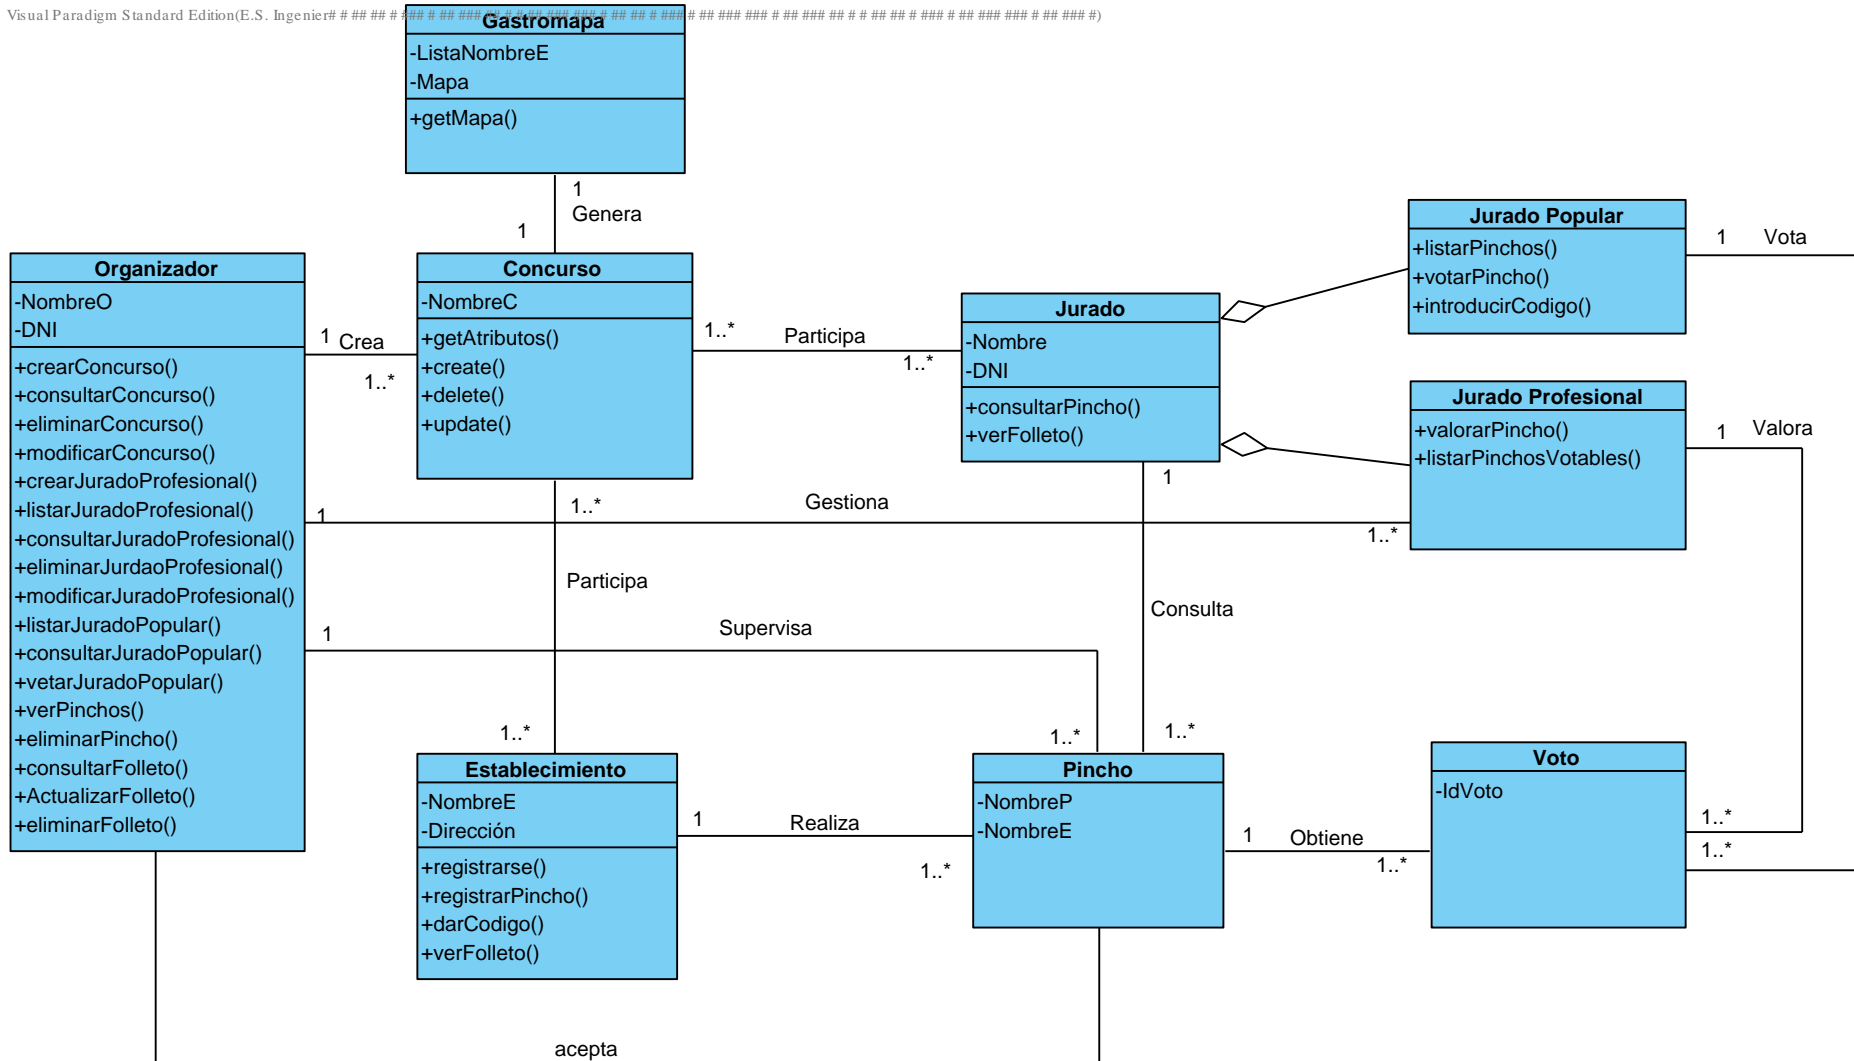 Visual Paradigm Standard Edition(E.S. Ingenier
Gastromapa
-ListaNombreE
-Mapa
+getMapa()
1
Genera
1
Organizador
-NombreO
-DNI
+crearConcurso()
+consultarConcurso()
+eliminarConcurso()
+modificarConcurso()
+crearJuradoProfesional()
+listarJuradoProfesional()
+consultarJuradoProfesional()
+eliminarJurdaoProfesional()
+modificarJuradoProfesional()
+listarJuradoPopular()
+consultarJuradoPopular()
+vetarJuradoPopular()
+verPinchos()
+eliminarPincho()
+consultarFolleto()
+ActualizarFolleto()
+eliminarFolleto()
1
Crea
1..*
Concurso
-NombreC
+getAtributos()
+create()
+delete()
+update()
1..*
Participa
1..*
Jurado
-Nombre
-DNI
+consultarPincho()
+verFolleto()
Jurado Popular
+listarPinchos()
+votarPincho()
+introducirCodigo()
1
Vota
Jurado Profesional
+valorarPincho()
+listarPinchosVotables()
1
Valora
1
Gestiona
1..*
1..*
Participa
1..*
1
Consulta
1..*
1
Supervisa
1..*
Establecimiento
-NombreE
-Dirección
+registrarse()
+registrarPincho()
+darCodigo()
+verFolleto()
1
Realiza
1..*
Pincho
-NombreP
-NombreE
1
Obtiene
1..*
Voto
-IdVoto
1..*
1..*
acepta